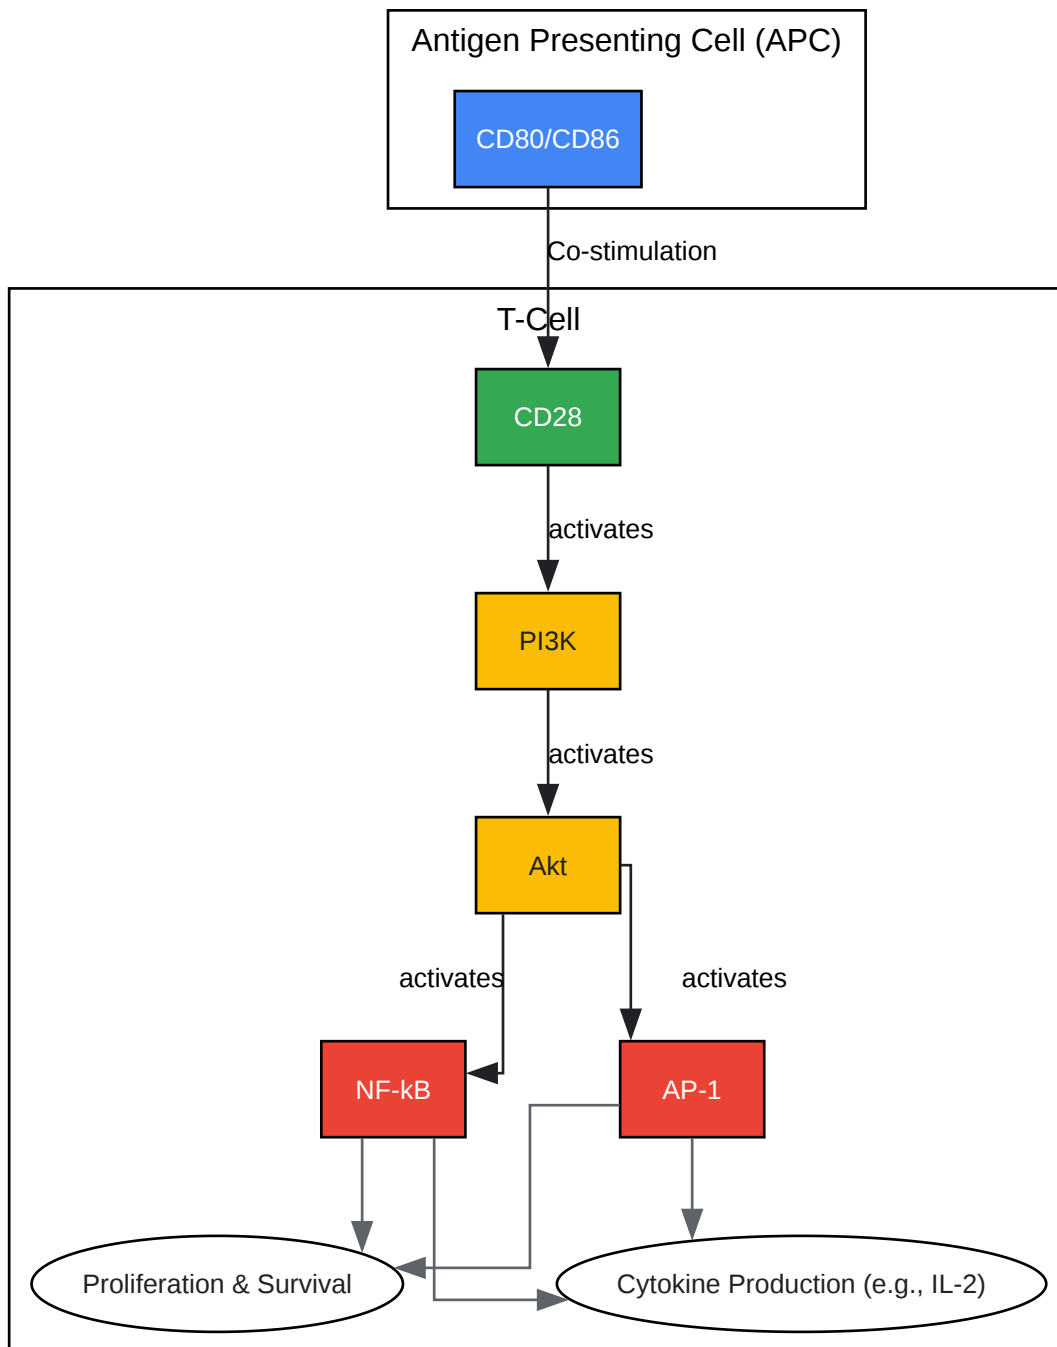 Antigen Presenting Cell (APC)
CD80/CD86
Co-stimulation
T-Cell
CD28
activates
PI3K
activates
Akt
activates
activates
NF-kB
AP-1
Proliferation & Survival
Cytokine Production (e.g., IL-2)